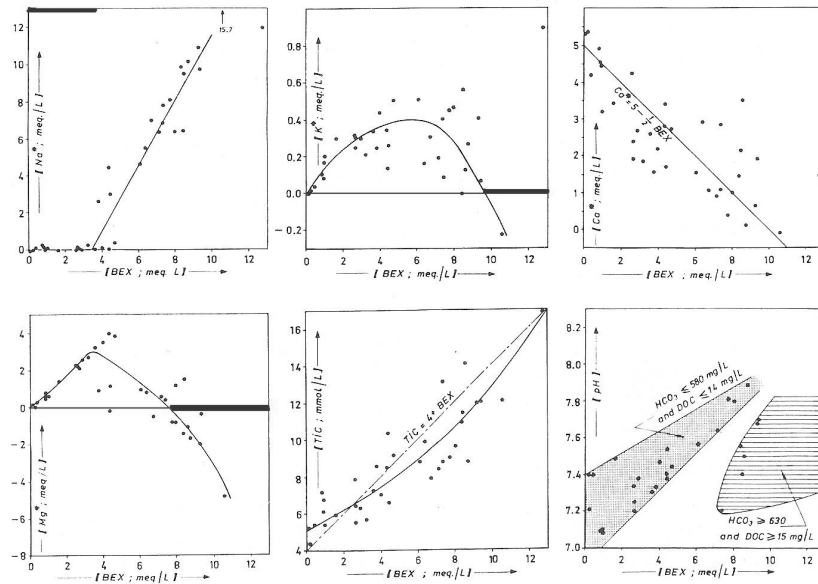 12
10
8
6
4
2
0
[ Na* ; meq./L ]
15.7
0 2 4 6 8 10 12
[ BEX ; meq. L ]
1.0
0.8
0.6
0.4
0.2
0.0
-0.2
[ K* ; meq./L ]
0 2 4 6 8 10 12
[ BEX ; meq./L ]
5
4
3
2
1
0
[ Ca* ; meq./L ]
Ca* = 5 - 1/2 BEX
0 2 4 6 8 10 12
[ BEX ; meq./L ]
4
2
0
-2
-4
-6
-8
[ Mg* ; meq/L ]
0 2 4 6 8 10 12
[ BEX ; meq./L ]
16
14
12
10
8
6
4
[ TIC ; mmol/L ]
TIC = 4 + BEX
0 2 4 6 8 10 12
[ BEX ; meq./L ]
8.2
8.0
7.8
7.6
7.4
7.2
7.0
[ pH ]
HCO₃ ≤ 580 mg/L
and DOC ≤ 14 mg/L
HCO₃ ≥ 630
and DOC ≥ 15 mg/L
0 2 4 6 8 10 12
[ BEX ; meq/L ]